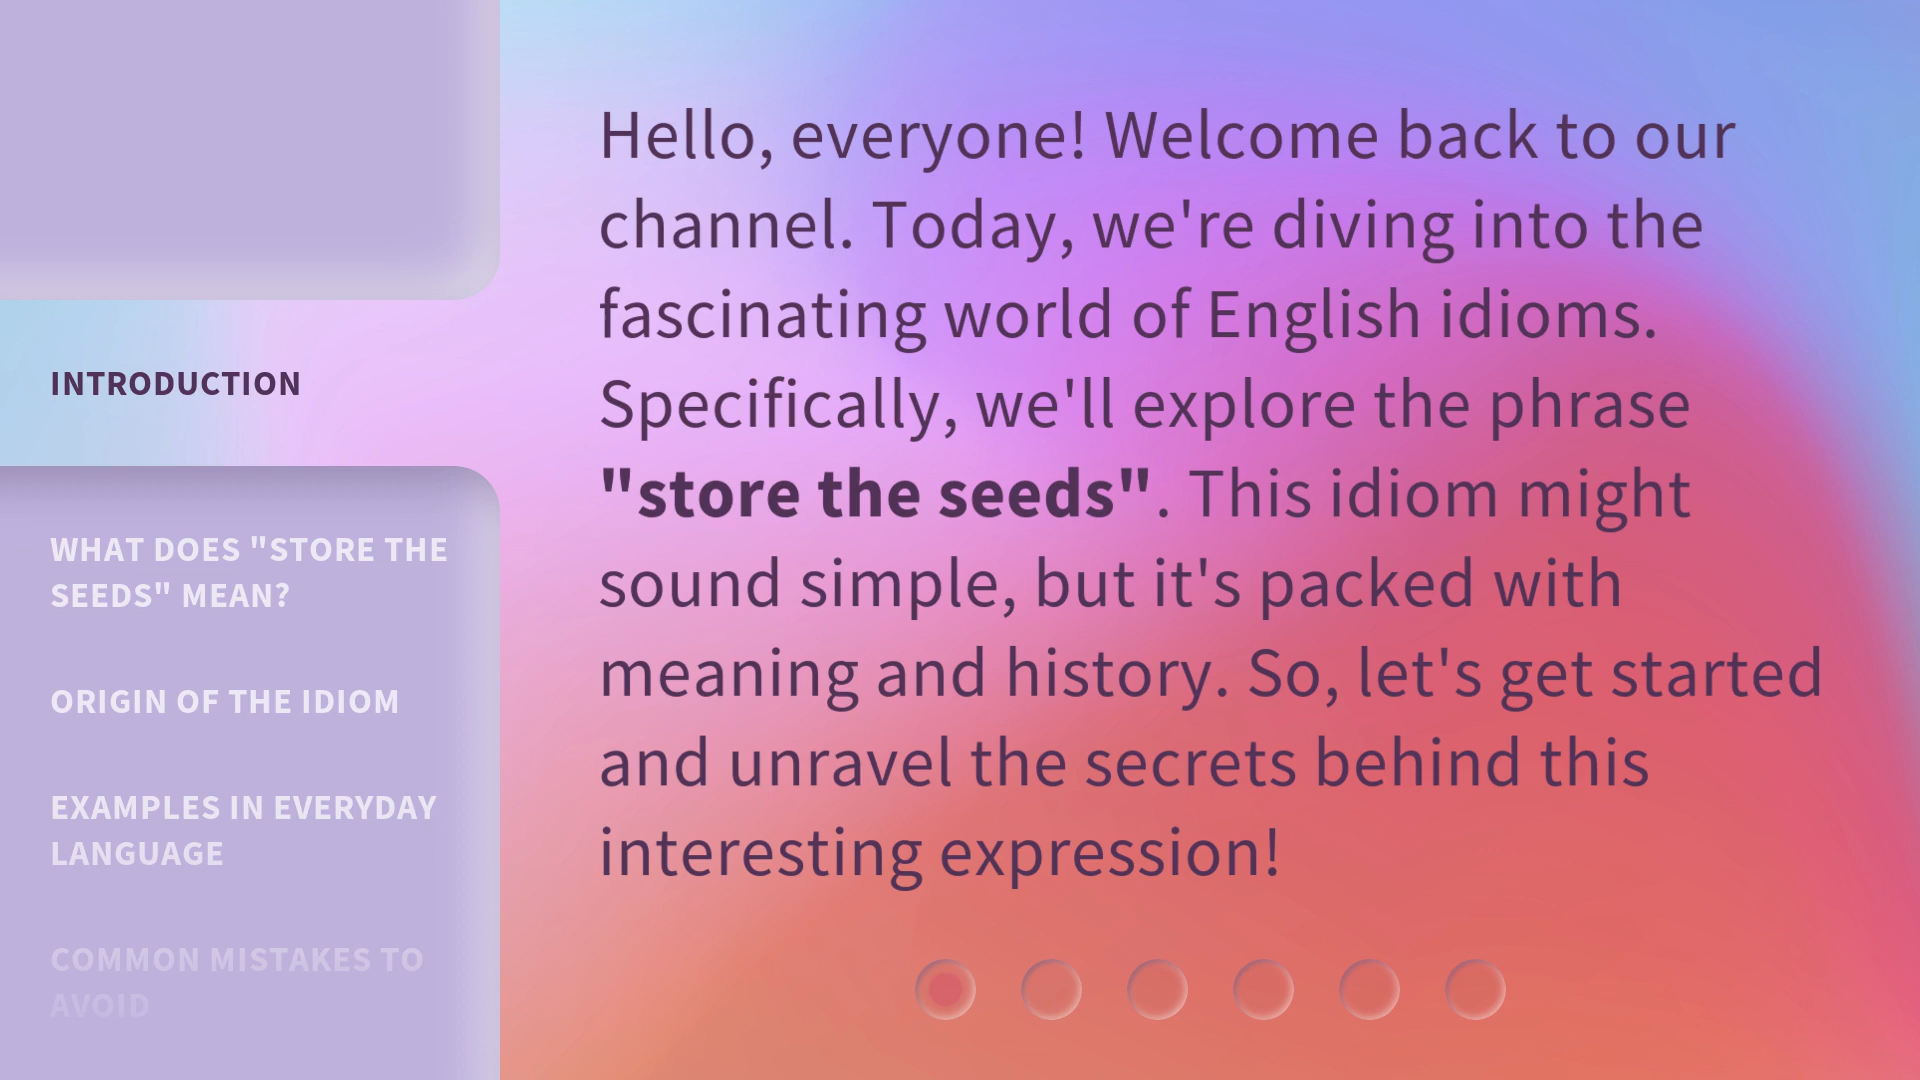 INTRODUCTION
WHAT DOES "STORE THE
SEEDS" MEAN?
ORIGIN OF THE IDIOM
EXAMPLES IN EVERYDAY
LANGUAGE
COMMON MISTAKES TO
AVOID
Hello, everyone! Welcome back to our
channel. Today, we're diving into the
fascinating world of English idioms.
Specifically, we'll explore the phrase
"store the seeds". This idiom might
sound simple, but it's packed with
meaning and history. So, let's get started
and unravel the secrets behind this
interesting expression!